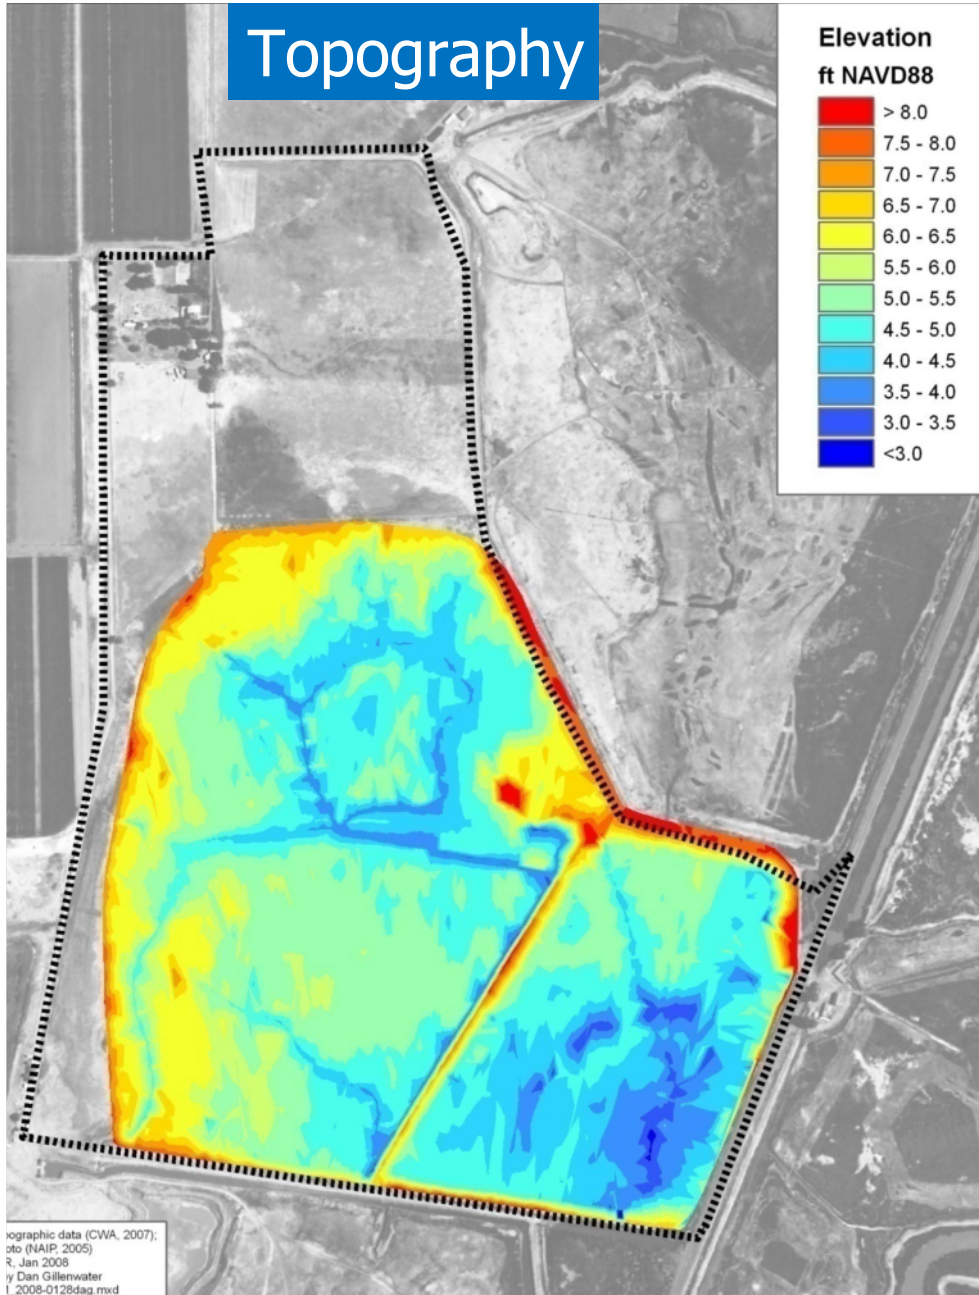 Topography
Elevation
ft NAVD88
> 8.0
7.5 - 8.0
7.0 - 7.5
6.5 - 7.0
6.0 - 6.5
5.5 - 6.0
5.0 - 5.5
4.5 - 5.0
4.0 - 4.5
3.5 - 4.0
3.0 - 3.5
<3.0
ographic data (CWA, 2007);
oto (NAIP, 2005)
R, Jan 2008
y Dan Gillenwater
_2008-0128dag.mxd